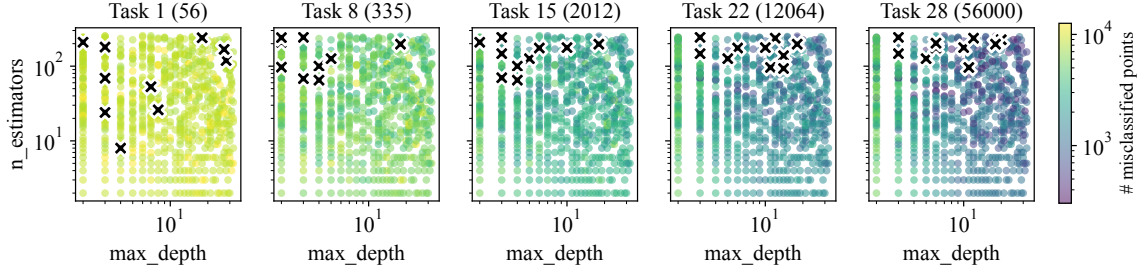 Task 1 (56) Task 8 (335) Task 15 (2012) Task 22 (12064) Task 28 (56000)
n_estimators
10²
10¹
10¹ 10¹ 10¹ 10¹ 10¹
max_depth max_depth max_depth max_depth max_depth
10⁴
10³
# misclassified points